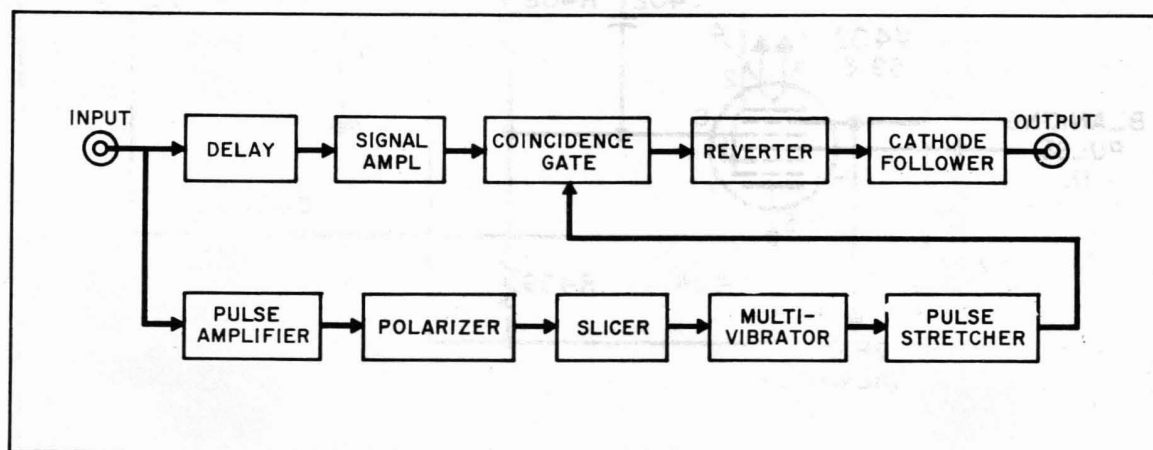 INPUT
DELAY
SIGNAL
AMPL
COINCIDENCE
GATE
REVERTER
CATHODE
FOLLOWER
OUTPUT
PULSE
AMPLIFIER
POLARIZER
SLICER
MULTI-
VIBRATOR
PULSE
STRETCHER